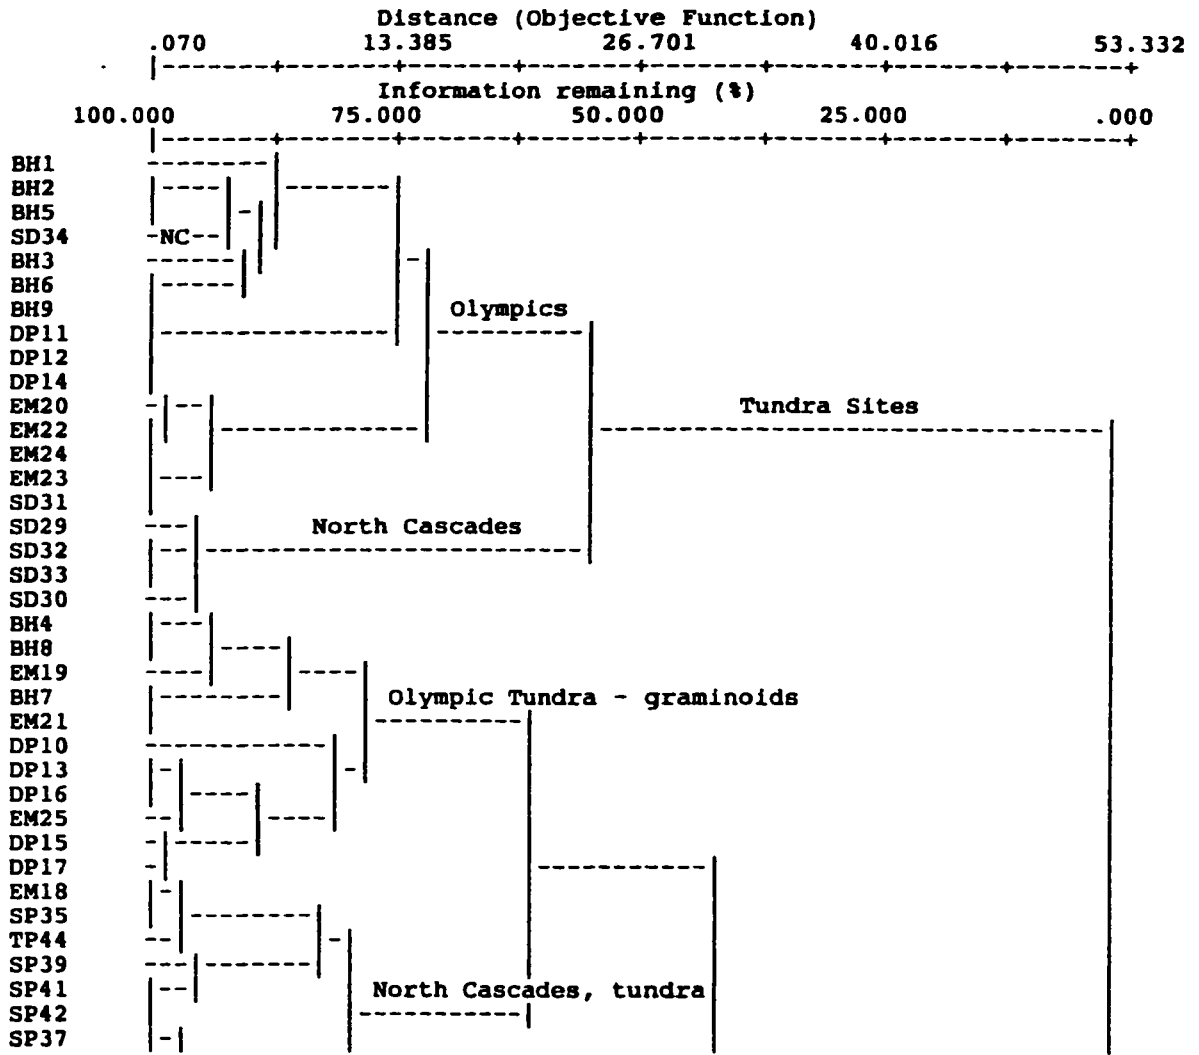 Distance (Objective Function)
.070 13.385 26.701 40.016 53.332
Information remaining (%)
100.000 75.000 50.000 25.000 .000
BH1
BH2
BH5
SD34 NC
BH3
BH6
BH9 Olympics
DP11
DP12
DP14
EM20 Tundra Sites
EM22
EM24
EM23
SD31
SD29 North Cascades
SD32
SD33
SD30
BH4
BH8
EM19
BH7 Olympic Tundra - graminoids
EM21
DP10
DP13
DP16
EM25
DP15
DP17
EM18
SP35
TP44
SP39
SP41 North Cascades, tundra
SP42
SP37